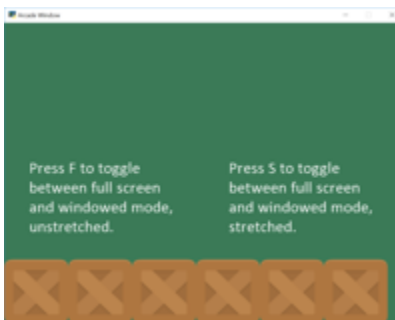 Arcade Window
Press F to toggle
between full screen
and windowed mode,
unstretched.
Press S to toggle
between full screen
and windowed mode,
stretched.